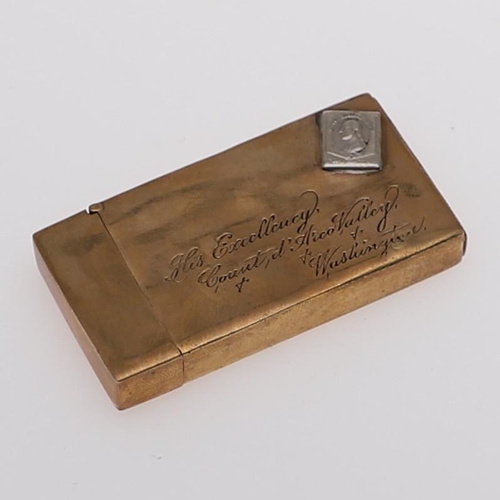 His Excellency,
Count, d'Arco Valley,
Washington.